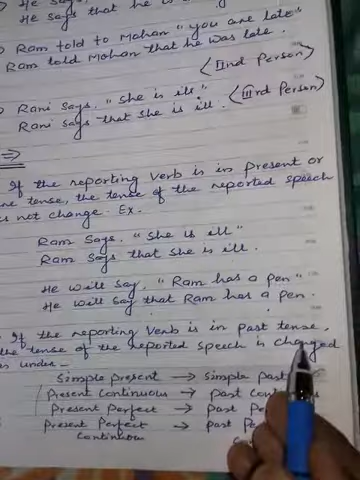 He says
He says that he is
Ram told to Mohan "you are late"
Ram told Mohan that he was late.
(IInd Person)
Rani says, "She is ill."
Rani says that she is ill. (IIIrd Person)
⇒
If the reporting verb is in present or
tense, the tense of the reported speech
not change. Ex.
Ram says, "She is ill"
Ram says that she is ill.
He will say, "Ram has a pen"
He will say that Ram has a pen.
If the reporting verb is in past tense,
the tense of the reported speech is changed
as under_
Simple present → Simple past
Present continuous → past
Present perfect → Past
Present perfect → past
Continuous